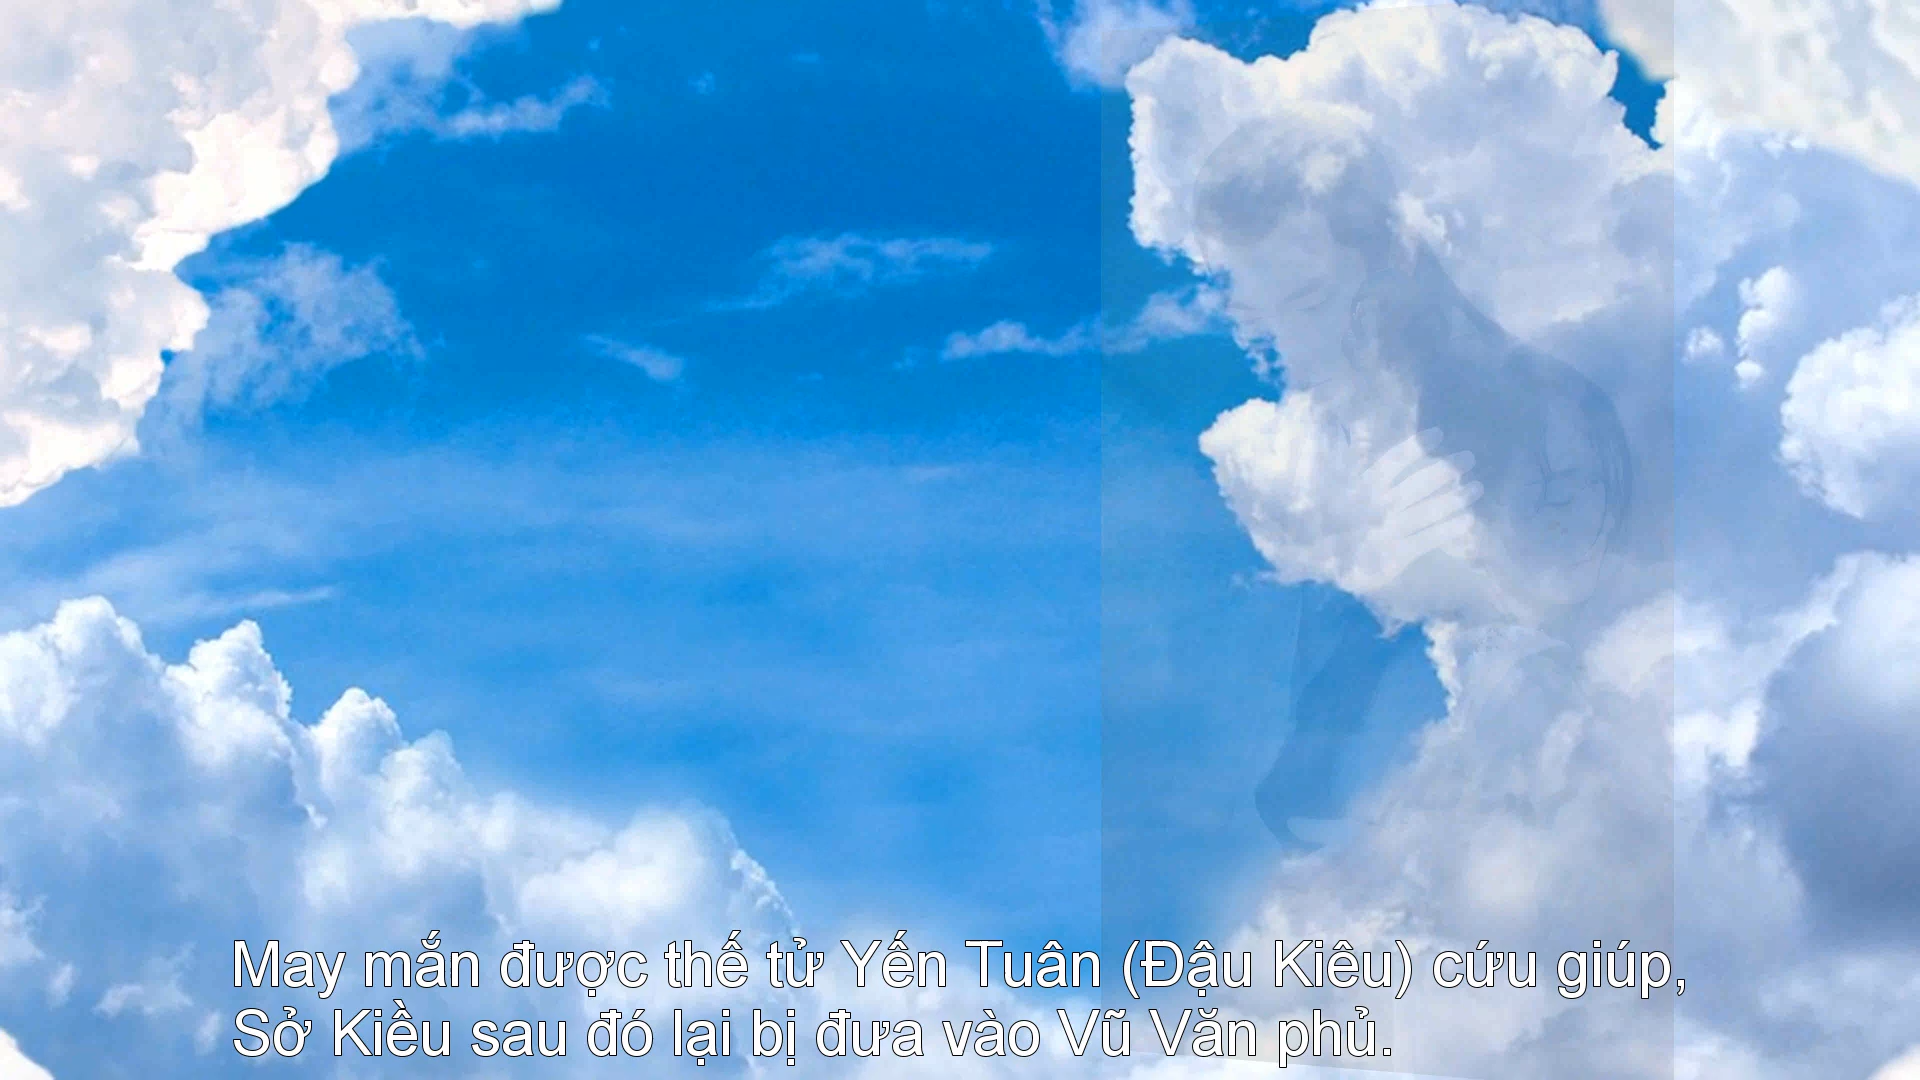 May mắn được thế tử Yến Tuân (Đậu Kiêu) cứu giúp,
Sở Kiều sau đó lại bị đưa vào Vũ Văn phủ.